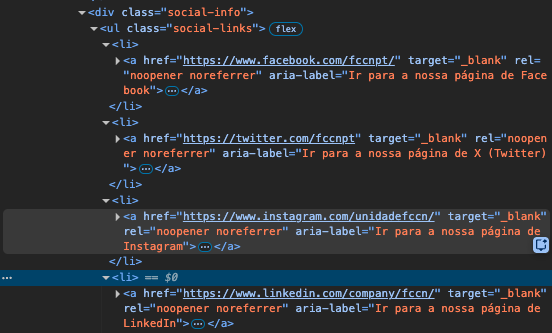 <div class="social-info">
<ul class="social-links"> flex
<li>
<a href="https://www.facebook.com/fccnpt/" target="_blank" rel=
"noopener noreferrer" aria-label="Ir para a nossa página de Face
book">…</a>
</li>
<li>
<a href="https://twitter.com/fccnpt" target="_blank" rel="noopen
er noreferrer" aria-label="Ir para a nossa página de X (Twitter)
">…</a>
</li>
<li>
<a href="https://www.instagram.com/unidadefccn/" target="_blank"
rel="noopener noreferrer" aria-label="Ir para a nossa página de
Instagram">…</a>
</li>
… <li> == $0
<a href="https://www.linkedin.com/company/fccn/" target="_blank"
rel="noopener noreferrer" aria-label="Ir para a nossa página de
LinkedIn">…</a>